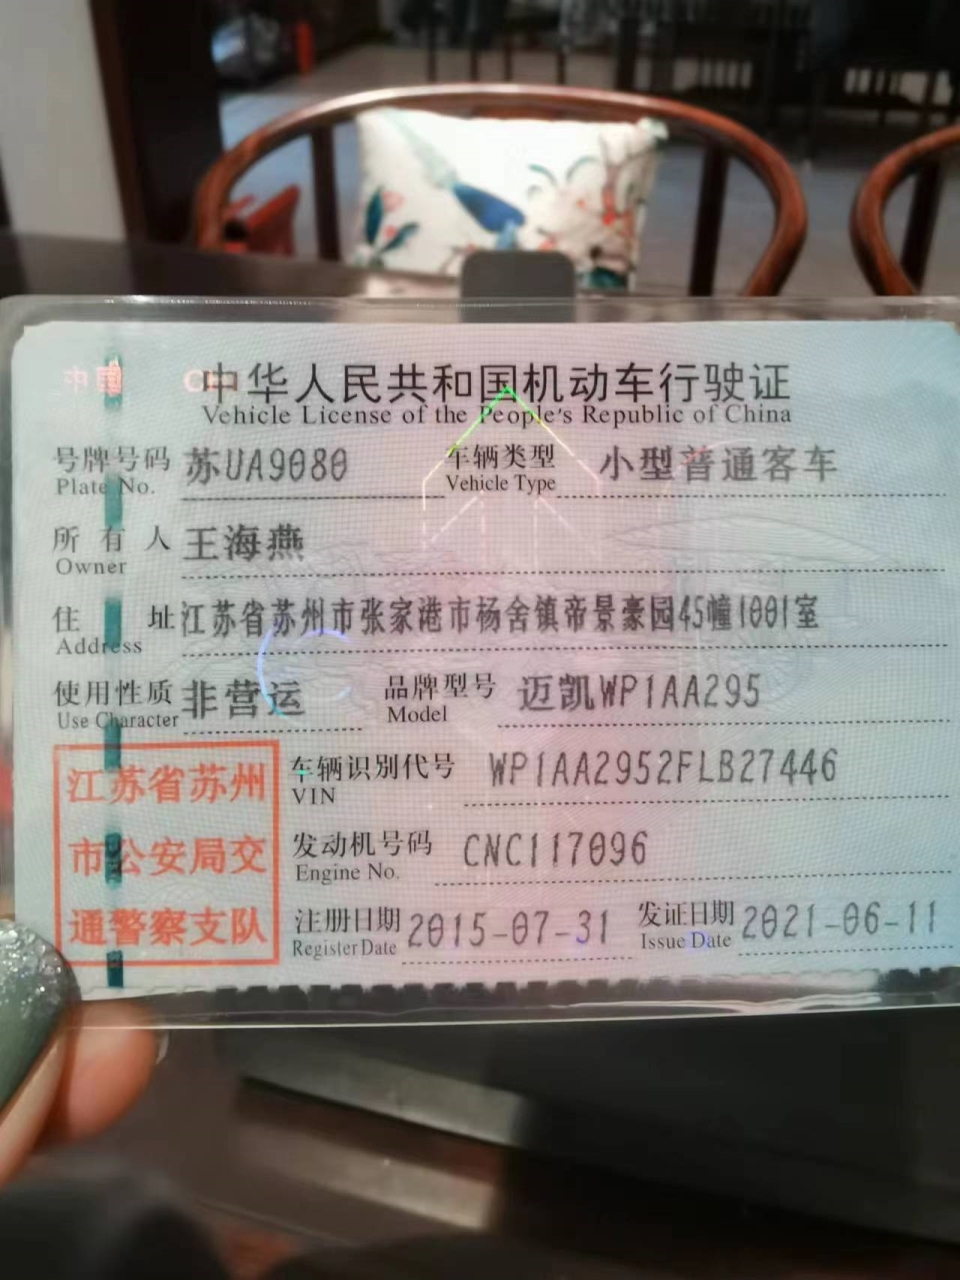 中华人民共和国机动车行驶证
Vehicle License of the People's Republic of China
号牌号码 苏UA9080 车辆类型 小型普通客车
Plate No. Vehicle Type
所有人 王海燕
Owner
住址 江苏省苏州市张家港市杨舍镇帝景豪园45幢1001室
Address
使用性质 非营运 品牌型号 迈凯WP1AA295
Use Character Model
江苏省苏州
市公安局交
通警察支队
车辆识别代号 WP1AA2952FLB27446
VIN
发动机号码 CNC117096
Engine No.
注册日期 2015-07-31 发证日期 2021-06-11
Register Date Issue Date